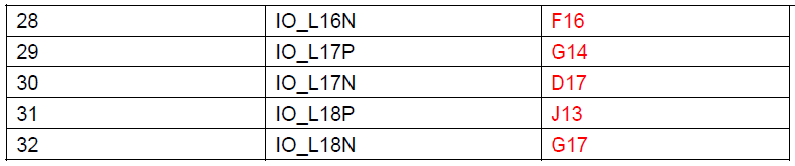 28 IO_L16N F16
29 IO_L17P G14
30 IO_L17N D17
31 IO_L18P J13
32 IO_L18N G17